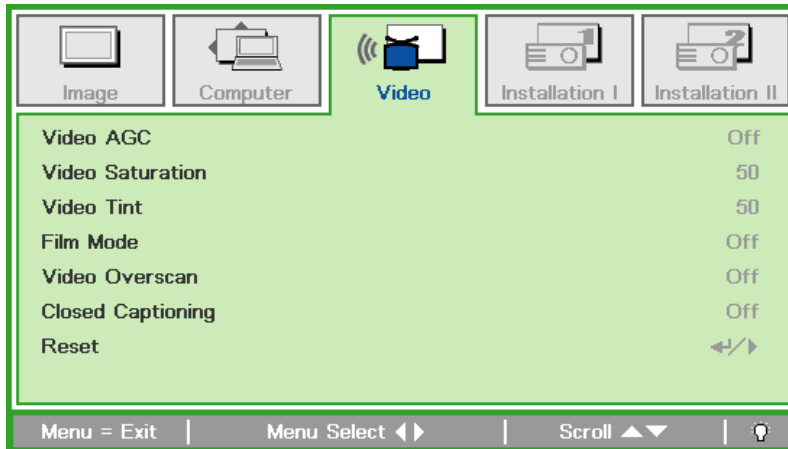 Image Computer Video Installation I Installation II
Video AGC Off
Video Saturation 50
Video Tint 50
Film Mode Off
Video Overscan Off
Closed Captioning Off
Reset
Menu = Exit Menu Select Scroll